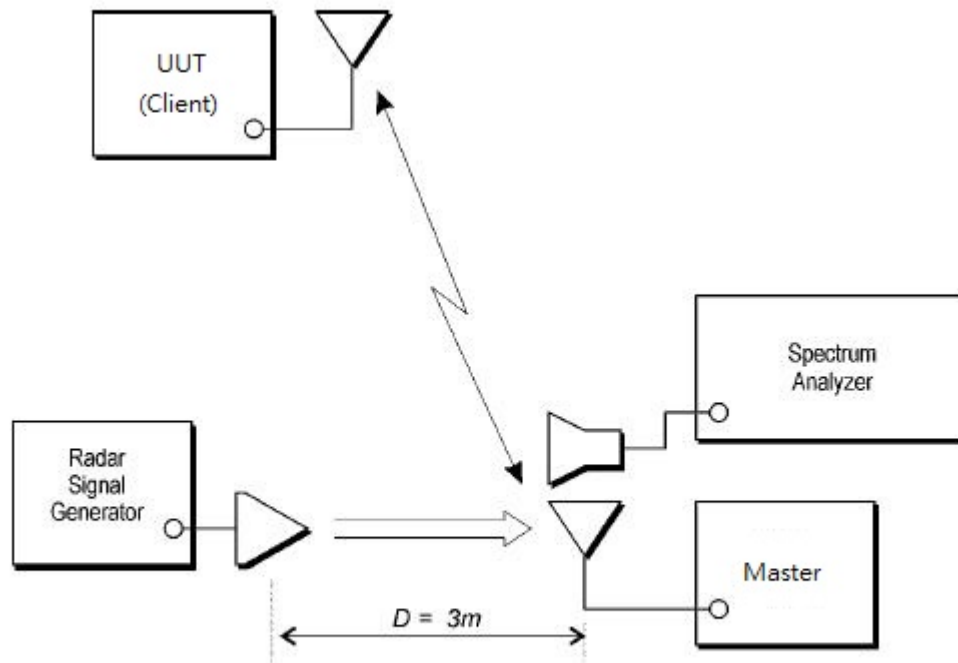 UUT
(Client)
Spectrum
Analyzer
Radar
Signal
Generator
Master
D = 3m